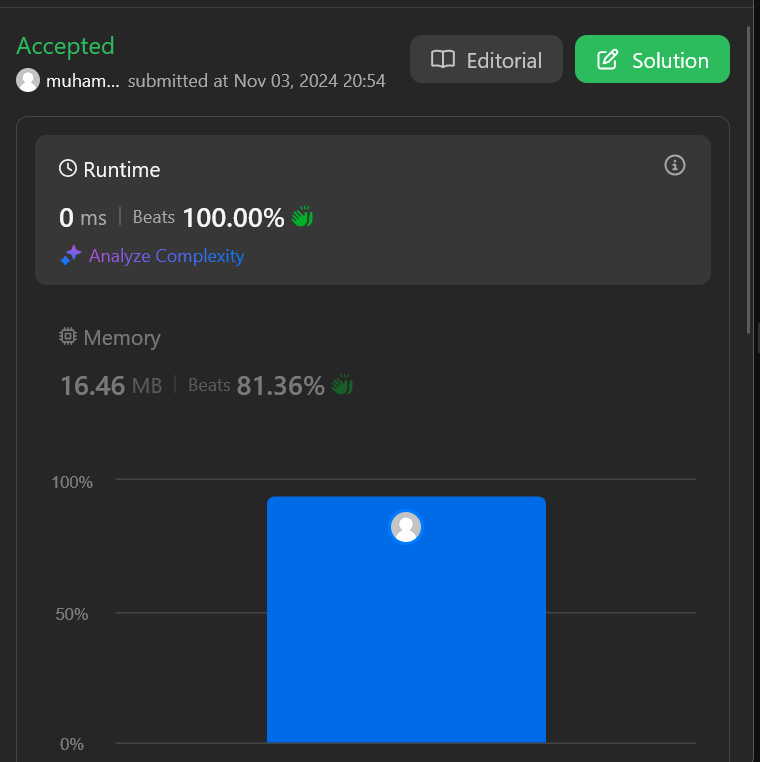 Accepted
muham... submitted at Nov 03, 2024 20:54
Editorial
Solution
Runtime
0 ms | Beats 100.00%
Analyze Complexity
Memory
16.46 MB | Beats 81.36%
100%
50%
0%